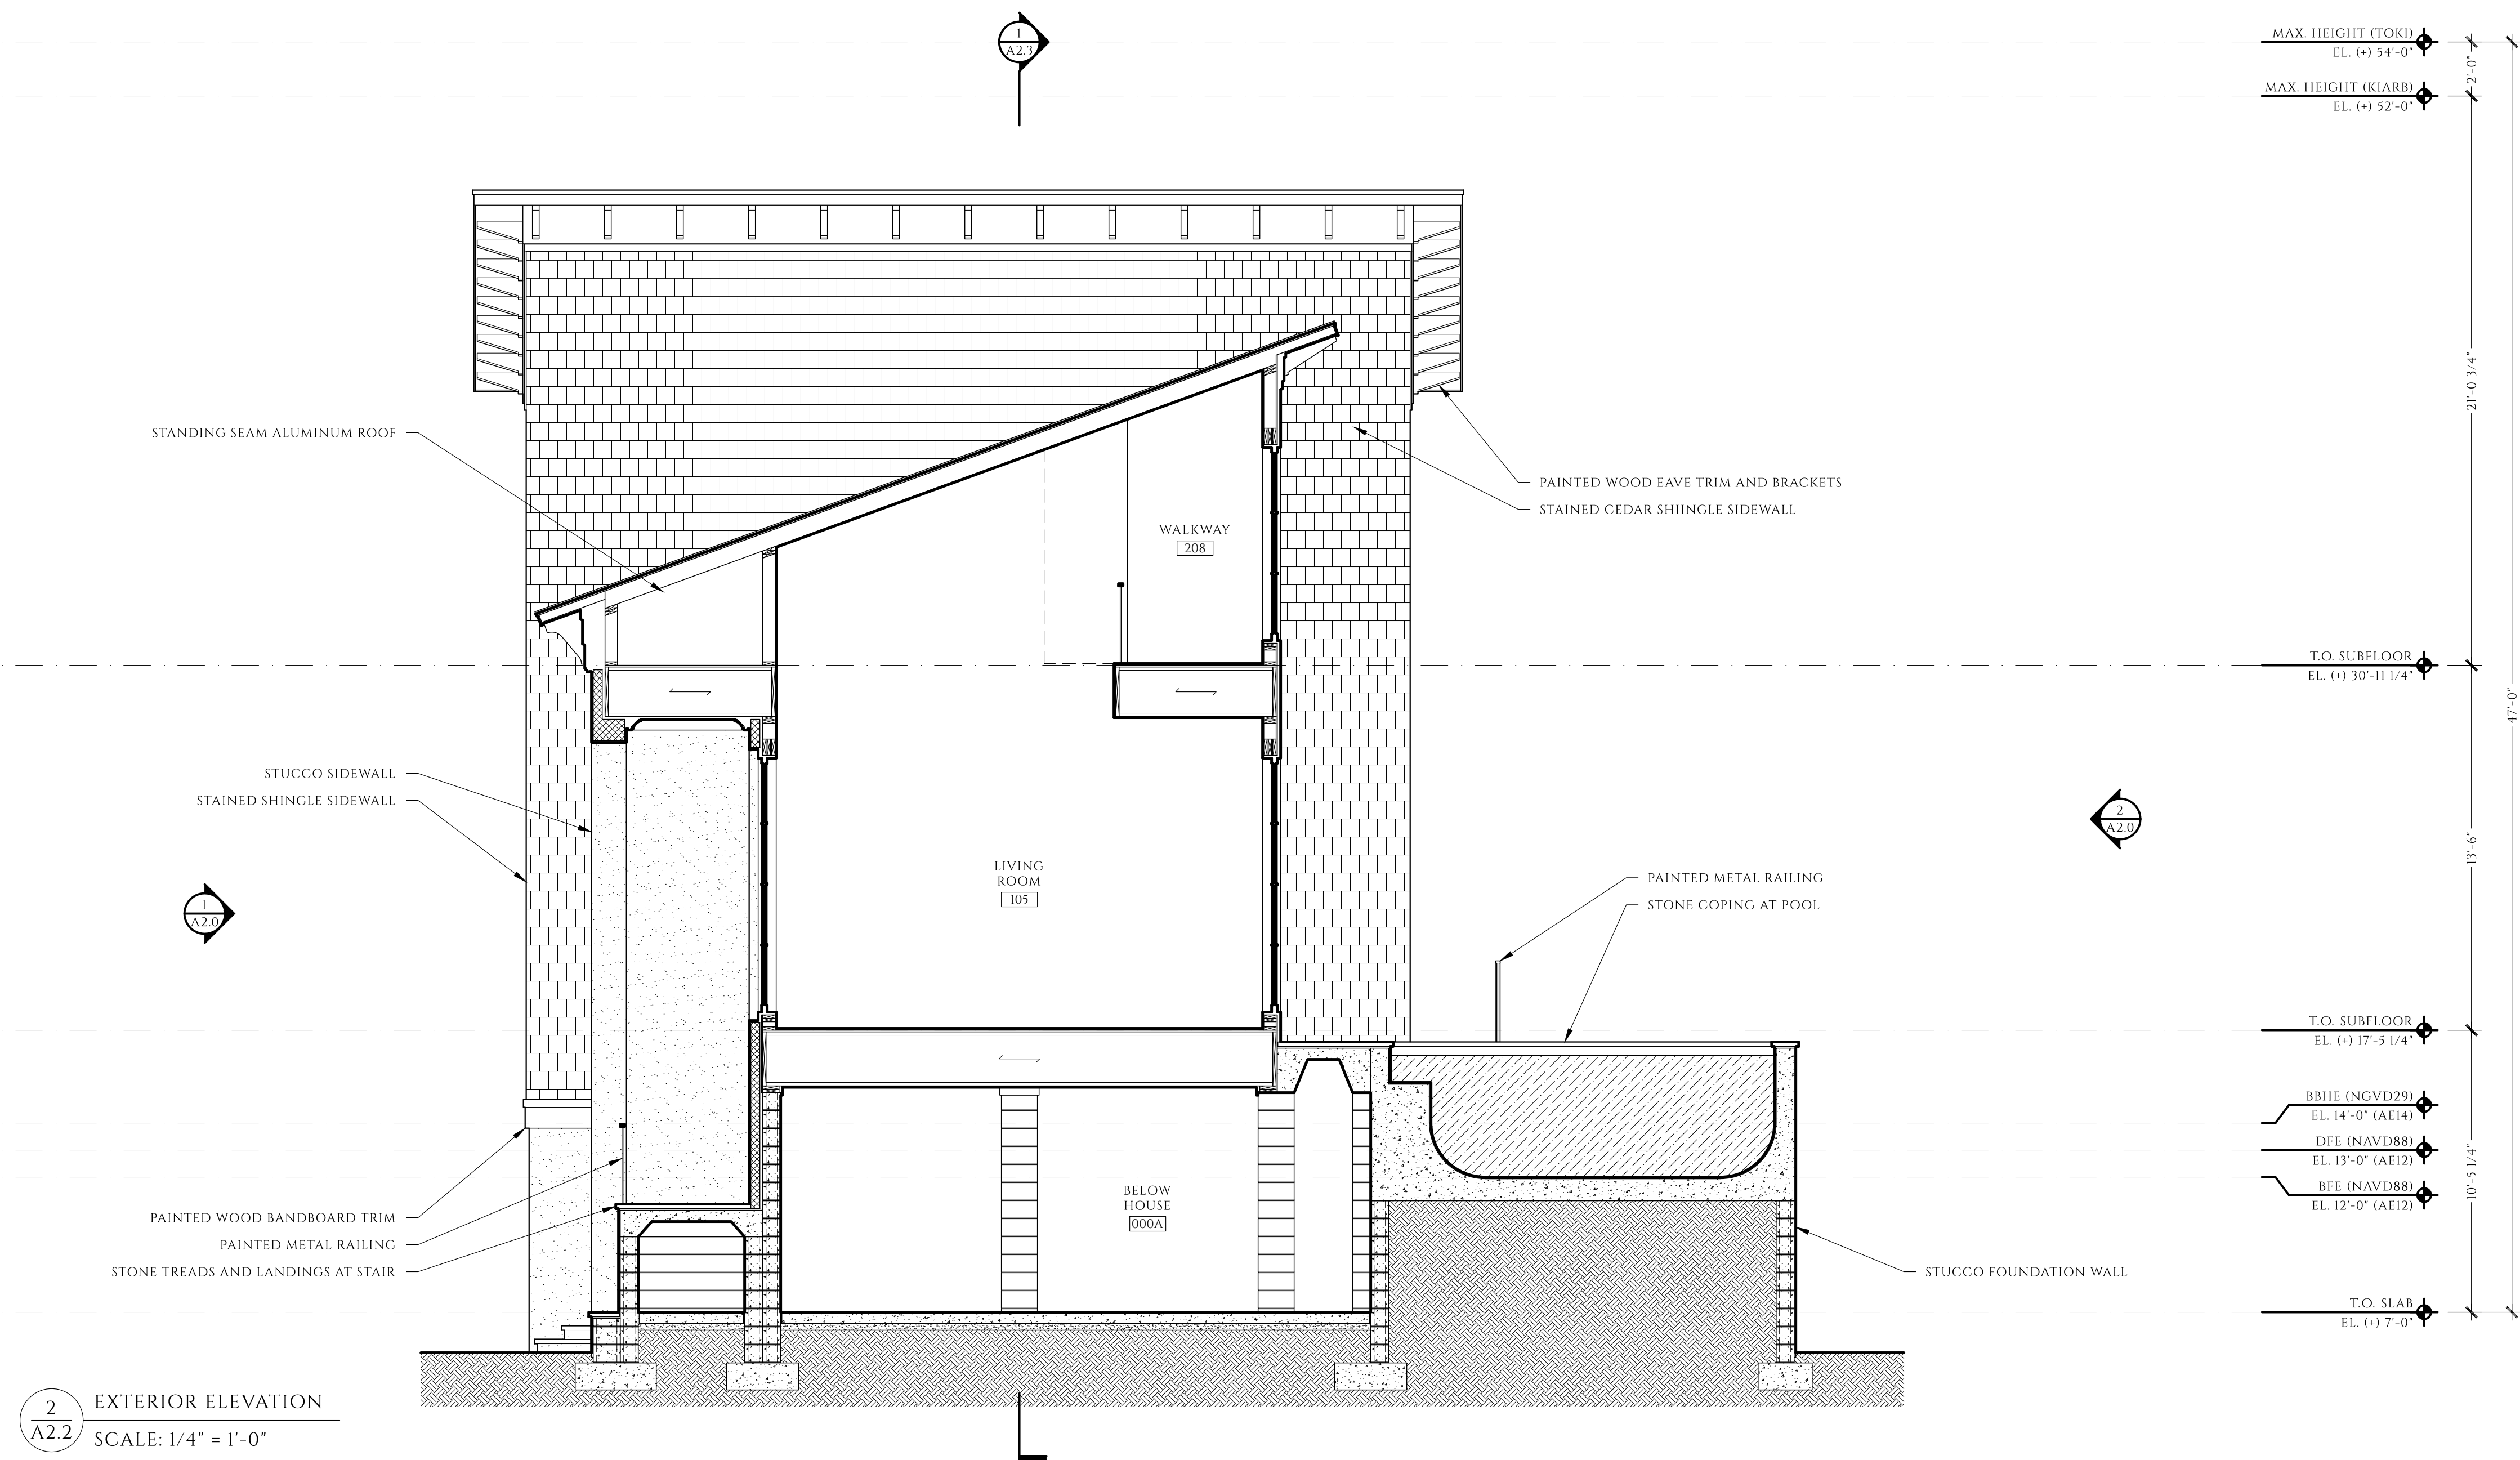 1
A2.3
MAX. HEIGHT (TOKI)
EL. (+) 54'-0"
2'-0"
MAX. HEIGHT (KIARB)
EL. (+) 52'-0"
21'-0 3/4"
STANDING SEAM ALUMINUM ROOF
PAINTED WOOD EAVE TRIM AND BRACKETS
STAINED CEDAR SHIINGLE SIDEWALL
WALKWAY
208
T.O. SUBFLOOR
EL. (+) 30'-11 1/4"
47'-0"
STUCCO SIDEWALL
STAINED SHINGLE SIDEWALL
2
A2.0
13'-6"
LIVING
ROOM
105
1
A2.0
PAINTED METAL RAILING
STONE COPING AT POOL
T.O. SUBFLOOR
EL. (+) 17'-5 1/4"
BBHE (NGVD29)
EL. 14'-0" (AE14)
DFE (NAVD88)
EL. 13'-0" (AE12)
BFE (NAVD88)
EL. 12'-0" (AE12)
10'-5 1/4"
BELOW
HOUSE
000A
PAINTED WOOD BANDBOARD TRIM
PAINTED METAL RAILING
STONE TREADS AND LANDINGS AT STAIR
STUCCO FOUNDATION WALL
T.O. SLAB
EL. (+) 7'-0"
2
A2.2
EXTERIOR ELEVATION
SCALE: 1/4" = 1'-0"